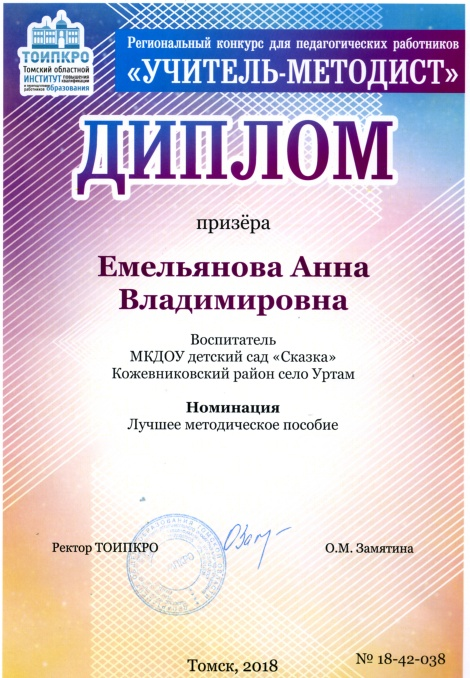 ТОИПКРО
Томский областной
ИНСТИТУТ повышения
квалификации
и переподготовки
работников образования
Региональный конкурс для педагогических работников
«УЧИТЕЛЬ-МЕТОДИСТ»
ДИПЛОМ
призёра
Емельянова Анна
Владимировна
Воспитатель
МКДОУ детский сад «Сказка»
Кожевниковский район село Уртам
Номинация
Лучшее методическое пособие
Ректор ТОИПКРО
О.М. Замятина
№ 18-42-038
Томск, 2018